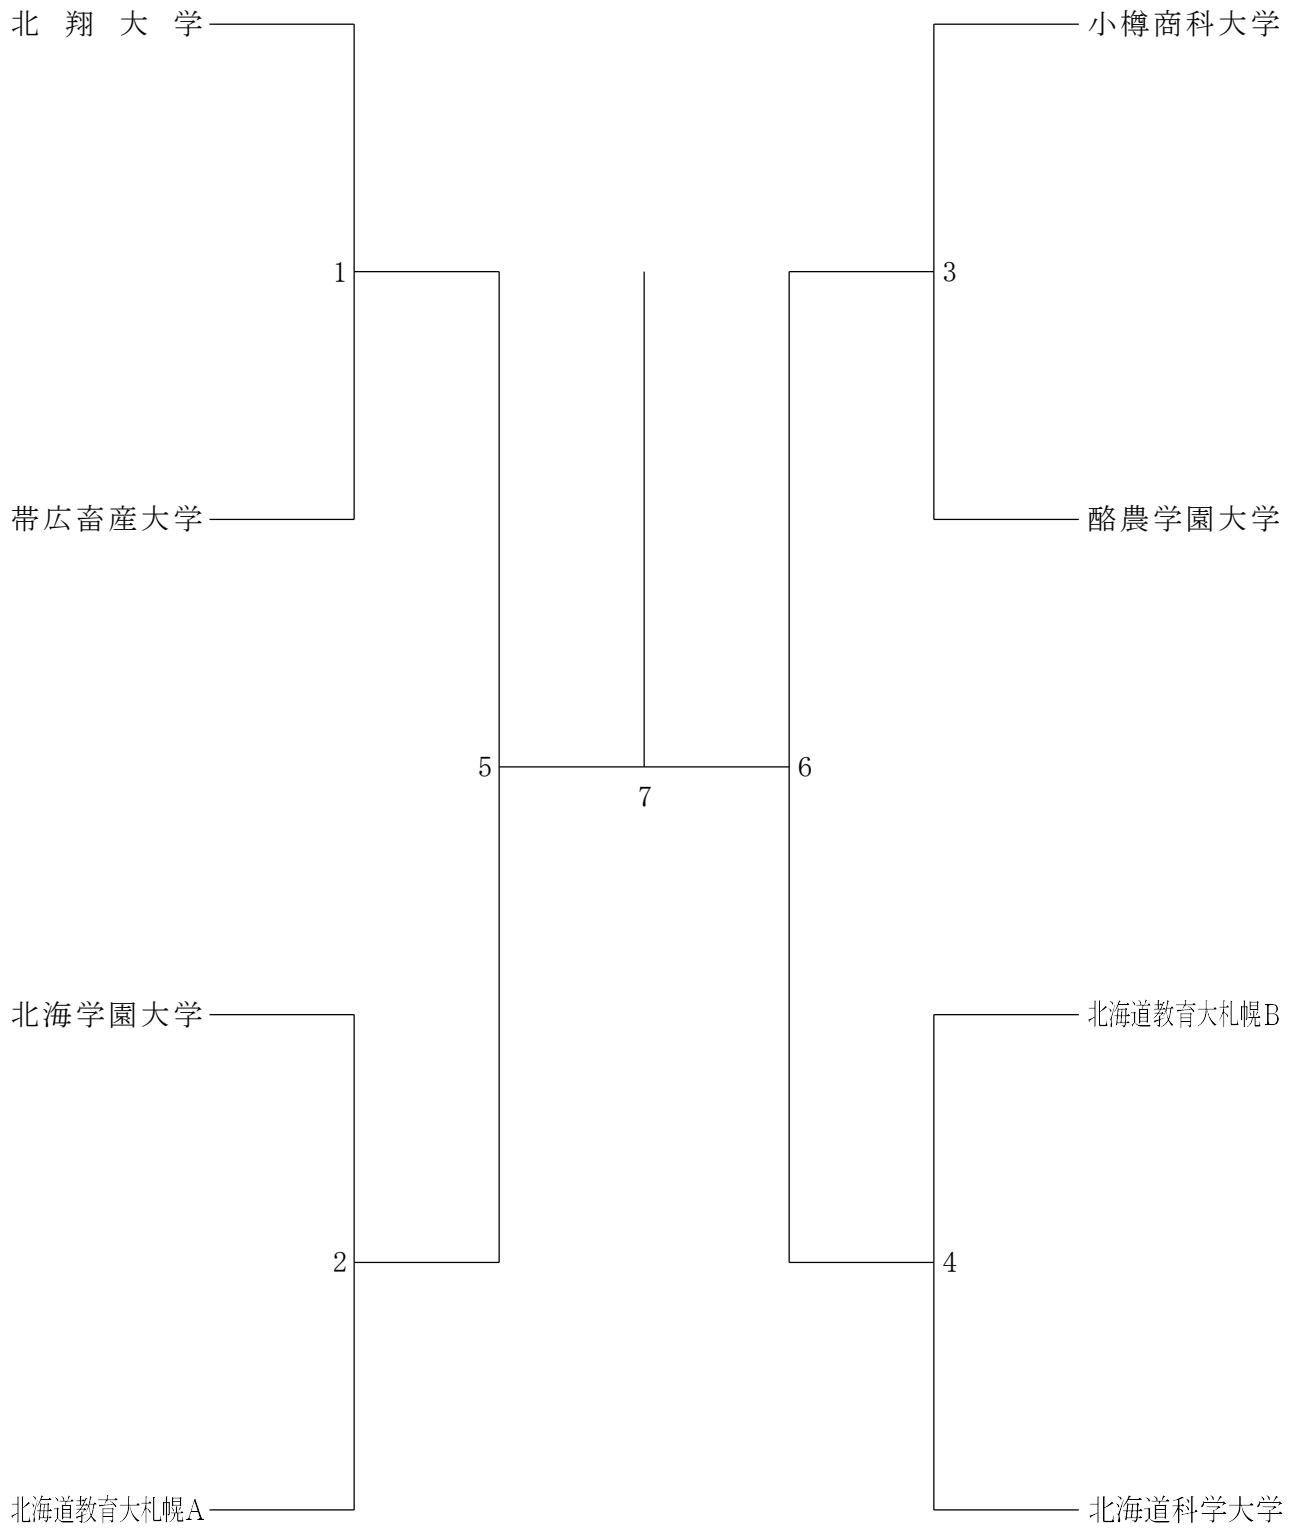 北翔大学
小樽商科大学
1
3
帯広畜産大学
酪農学園大学
5
6
7
北海学園大学
北海道教育大札幌B
2
4
北海道教育大札幌A
北海道科学大学